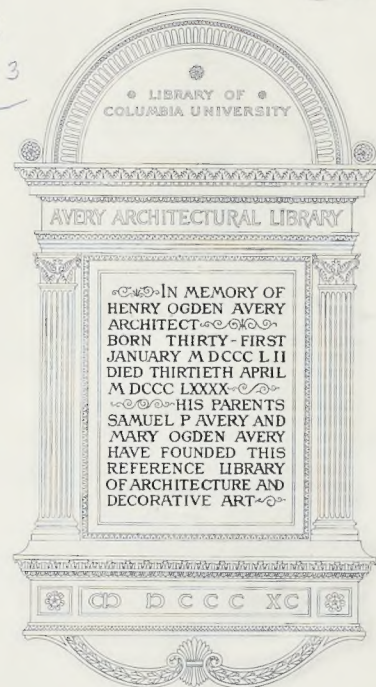 3
LIBRARY OF
COLUMBIA UNIVERSITY
AVERY ARCHITECTURAL LIBRARY
IN MEMORY OF
HENRY OGDEN AVERY
ARCHITECT
BORN THIRTY-FIRST
JANUARY M DCCC L II
DIED THIRTIETH APRIL
M DCCC LXXXX
HIS PARENTS
SAMUEL P AVERY AND
MARY OGDEN AVERY
HAVE FOUNDED THIS
REFERENCE LIBRARY
OF ARCHITECTURE AND
DECORATIVE ART
M D C C C XC